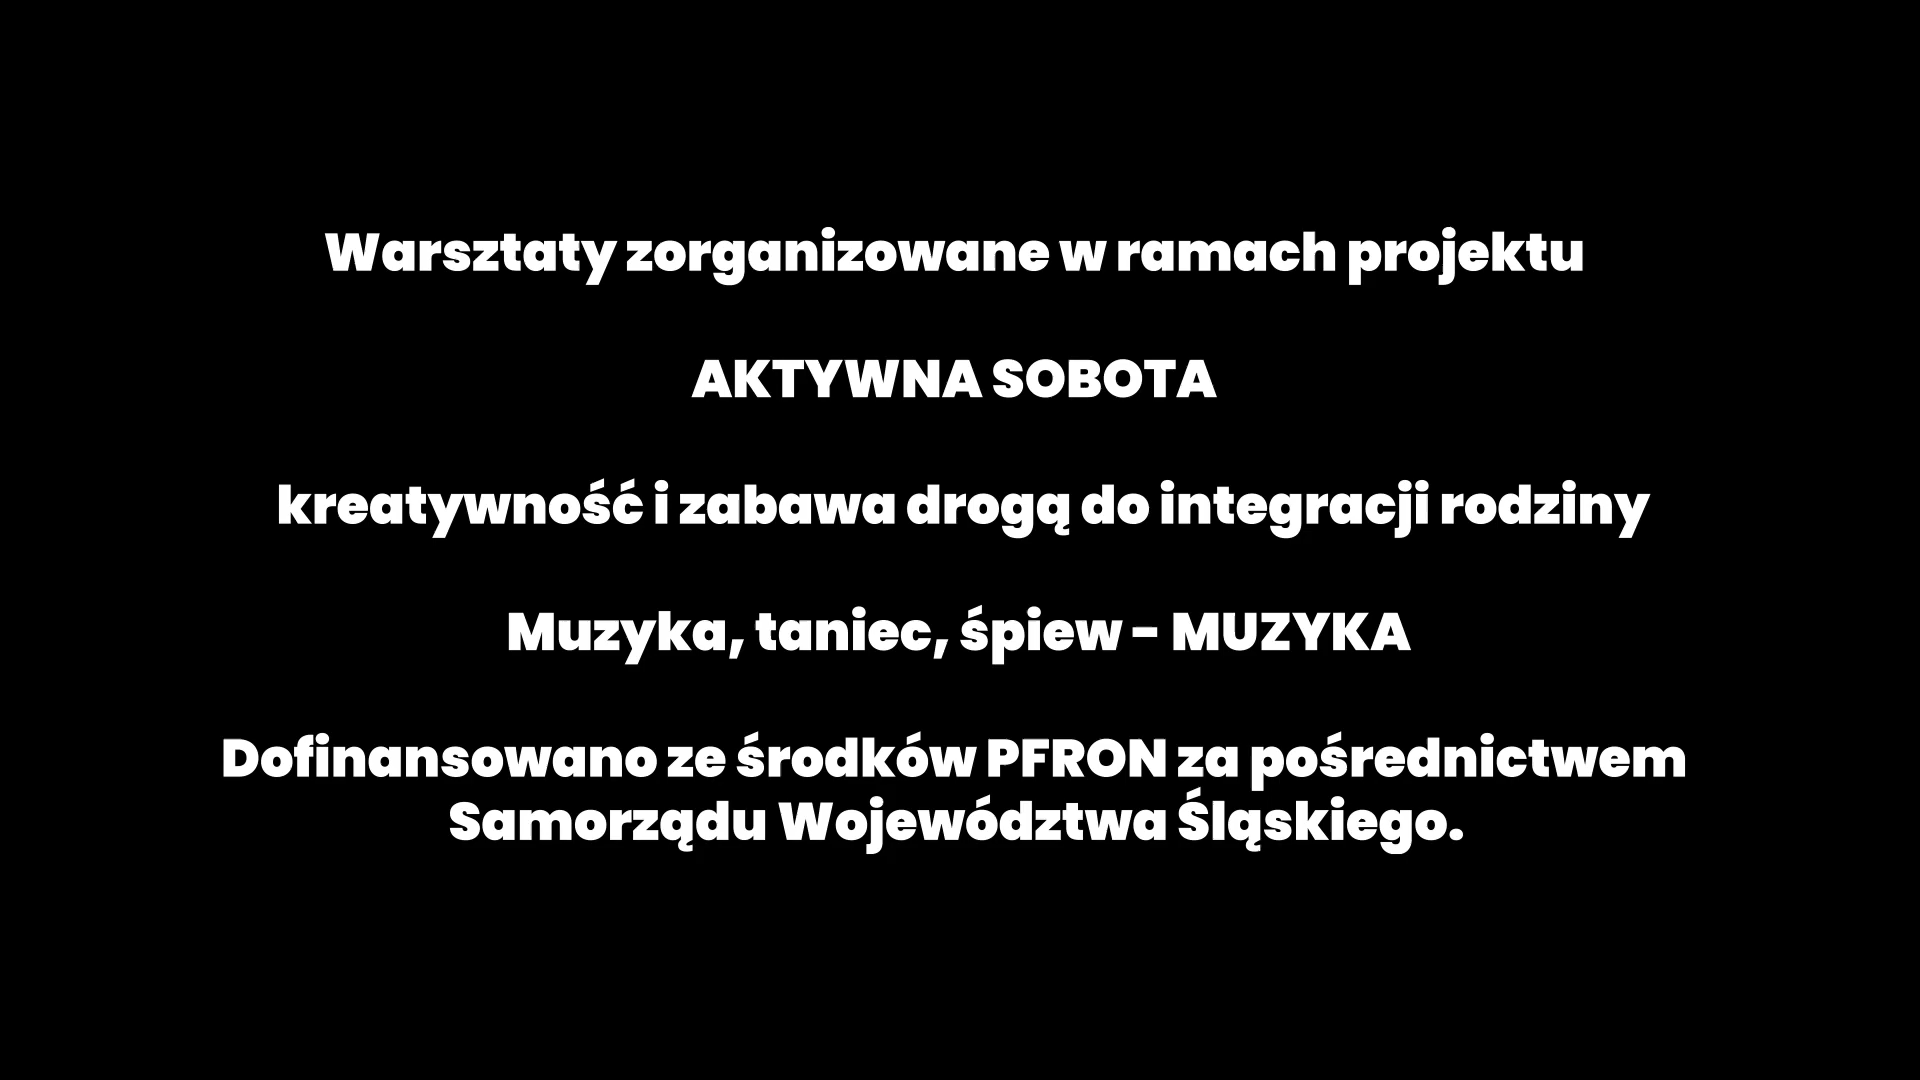 Warsztaty zorganizowane w ramach projektu
AKTYWNA SOBOTA
kreatywność i zabawa drogą do integracji rodziny
Muzyka, taniec, śpiew - MUZYKA
Dofinansowano ze środków PFRON za pośrednictwem
Samorządu Województwa Śląskiego.